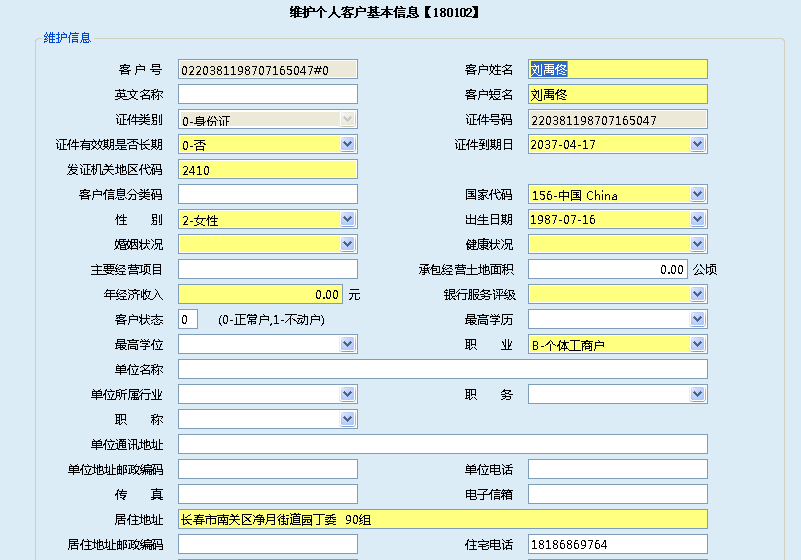 维护个人客户基本信息【180102】
维护信息
客 户 号 0220381198707165047#0 客户姓名 刘禹佟
英文名称 客户短名 刘禹佟
证件类别 0-身份证 证件号码 220381198707165047
证件有效期是否长期 0-否 证件到期日 2037-04-17
发证机关地区代码 2410
客户信息分类码 国家代码 156-中国 China
性 别 2-女性 出生日期 1987-07-16
婚姻状况 健康状况
主要经营项目 承包经营土地面积 0.00 公顷
年经济收入 0.00 元 银行服务评级
客户状态 0 (0-正常户,1-不动户) 最高学历
最高学位 职 业 B-个体工商户
单位名称
单位所属行业 职 务
职 称
单位通讯地址
单位地址邮政编码 单位电话
传 真 电子信箱
居住地址 长春市南关区净月街道园丁委 90组
居住地址邮政编码 住宅电话 18186869764